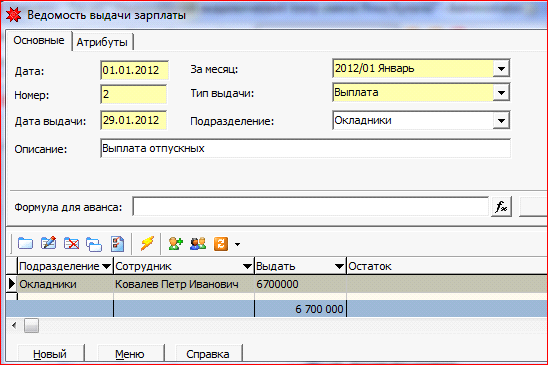 Ведомость выдачи зарплаты
Основные Атрибуты
Дата: 01.01.2012 За месяц: 2012/01 Январь
Номер: 2 Тип выдачи: Выплата
Дата выдачи: 29.01.2012 Подразделение: Окладники
Описание: Выплата отпускных
Формула для аванса: fx
Подразделение Сотрудник Выдать Остаток
Окладники Ковалев Петр Иванович 6700000
6 700 000
Новый Меню Справка